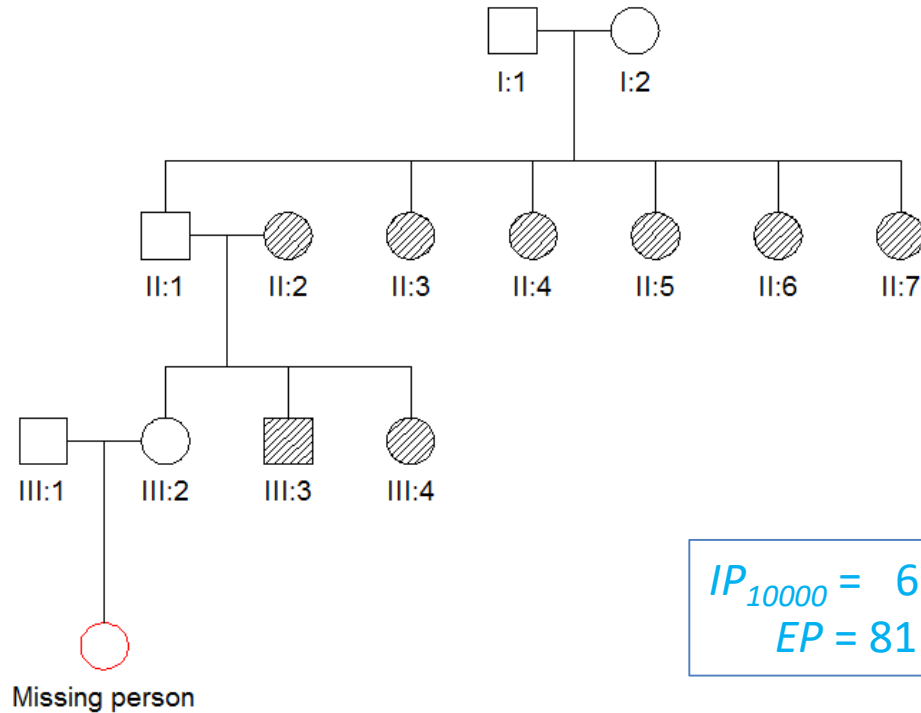 I:1 I:2
II:1 II:2 II:3 II:4 II:5 II:6 II:7
III:1 III:2 III:3 III:4
IP10000 = 6
EP = 81
Missing person